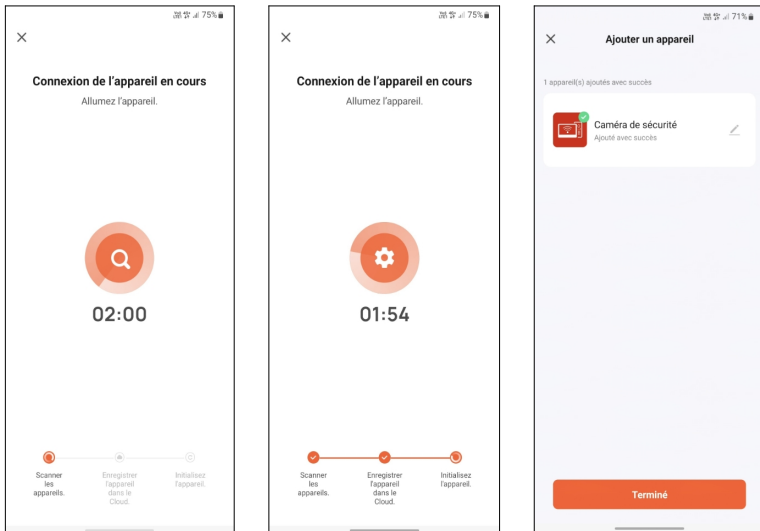 75%
Connexion de l'appareil en cours
Allumez l'appareil.
02:00
Scanner
les
appareils.
Enregistrer
l'appareil
dans le
Cloud.
Initialisez
l'appareil.
75%
Connexion de l'appareil en cours
Allumez l'appareil.
01:54
Scanner
les
appareils.
Enregistrer
l'appareil
dans le
Cloud.
Initialisez
l'appareil.
71%
Ajouter un appareil
1 appareil(s) ajoutés avec succès
Caméra de sécurité
Ajouté avec succès
Terminé